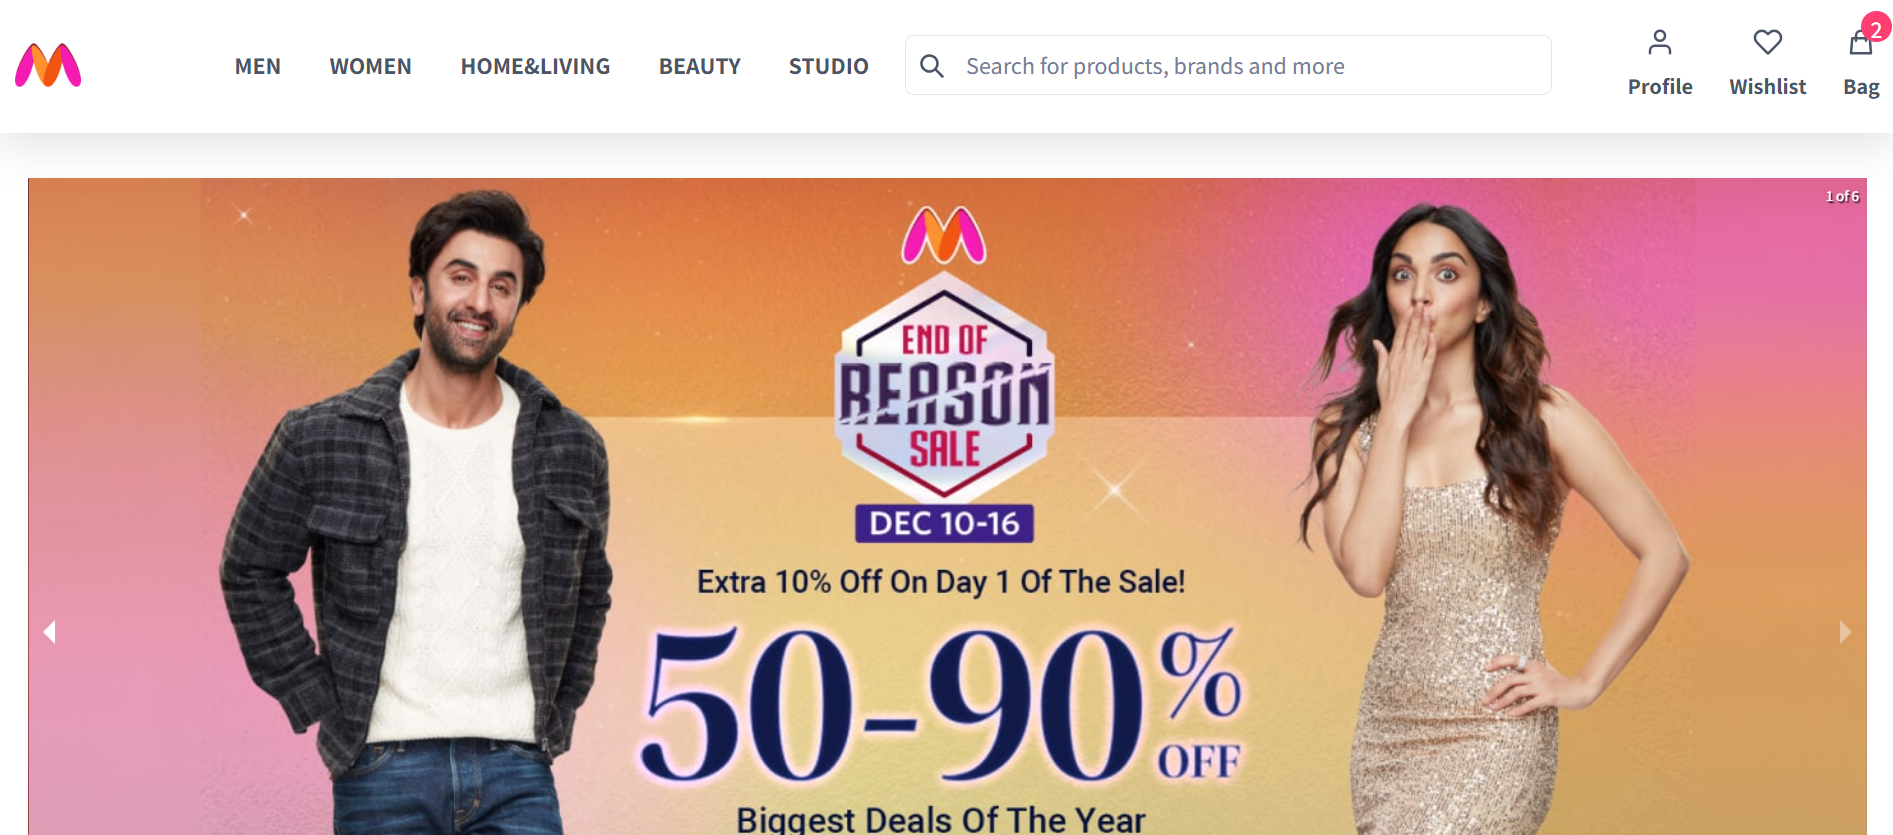 MEN WOMEN HOME&LIVING BEAUTY STUDIO Search for products, brands and more
2
Profile Wishlist Bag
1 of 6
END OF
REASON
SALE
DEC 10-16
Extra 10% Off On Day 1 Of The Sale!
50-90% OFF
Biggest Deals Of The Year